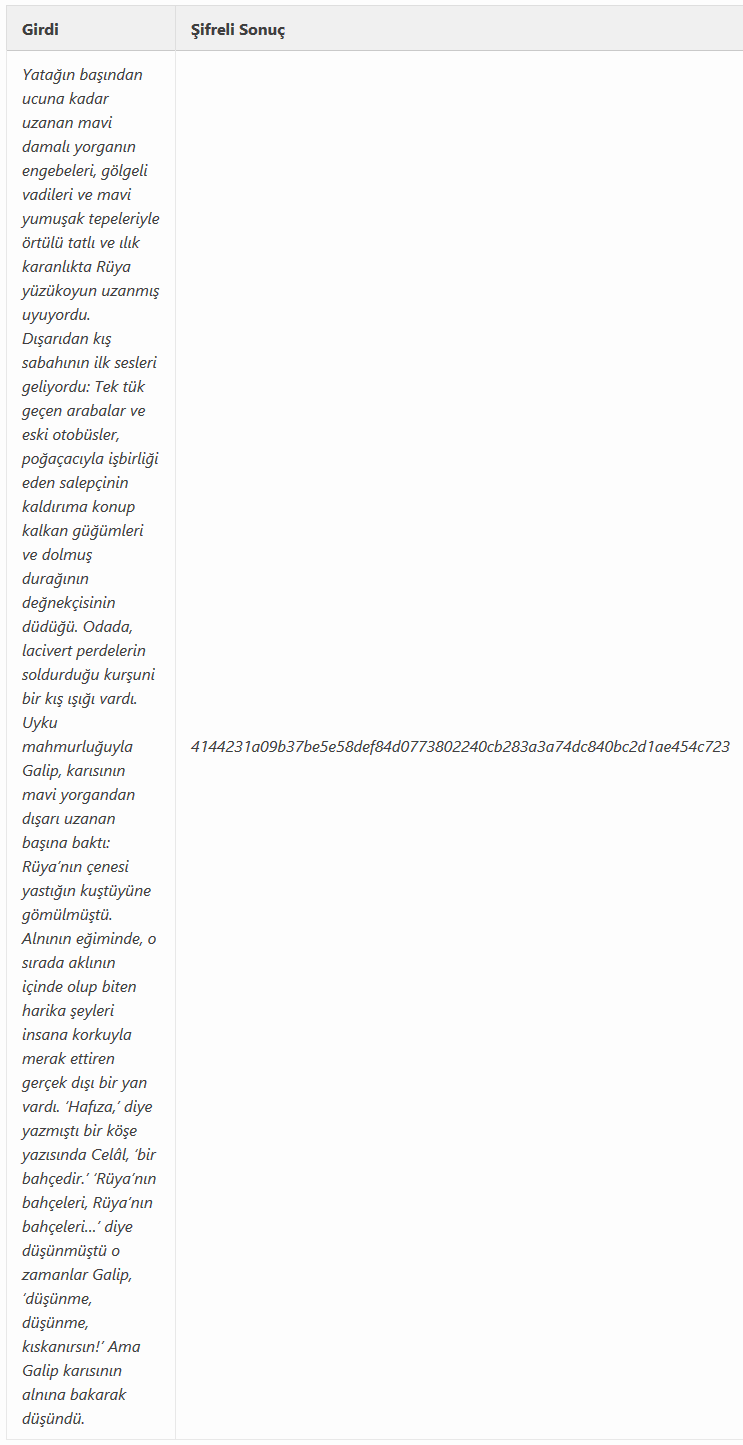 Girdi
Şifreli Sonuç
Yatağın başından
ucuna kadar
uzanan mavi
damalı yorganın
engebeleri, gölgeli
vadileri ve mavi
yumuşak tepeleriyle
örtülü tatlı ve ılık
karanlıkta Rüya
yüzükoyun uzanmış
uyuyordu.
Dışarıdan kış
sabahının ilk sesleri
geliyordu: Tek tük
geçen arabalar ve
eski otobüsler,
poğaçacıyla işbirliği
eden salepçinin
kaldırıma konup
kalkan güğümleri
ve dolmuş
durağının
değnekçisinin
düdüğü. Odada,
lacivert perdelerin
soldurduğu kurşuni
bir kış ışığı vardı.
Uyku
mahmurluğuyla
Galip, karısının
mavi yorgandan
dışarı uzanan
başına baktı:
Rüya’nın çenesi
yastığın kuştüyüne
gömülmüştü.
Alnının eğiminde, o
sırada aklının
içinde olup biten
harika şeyleri
insana korkuyla
merak ettiren
gerçek dışı bir yan
vardı. ‘Hafıza,’ diye
yazmıştı bir köşe
yazısında Celâl, ‘bir
bahçedir.’ ‘Rüya’nın
bahçeleri, Rüya’nın
bahçeleri...’ diye
düşünmüştü o
zamanlar Galip,
‘düşünme,
düşünme,
kıskanırsın!’ Ama
Galip karısının
alnına bakarak
düşündü.
4144231a09b37be5e58def84d0773802240cb283a3a74dc840bc2d1ae454c723